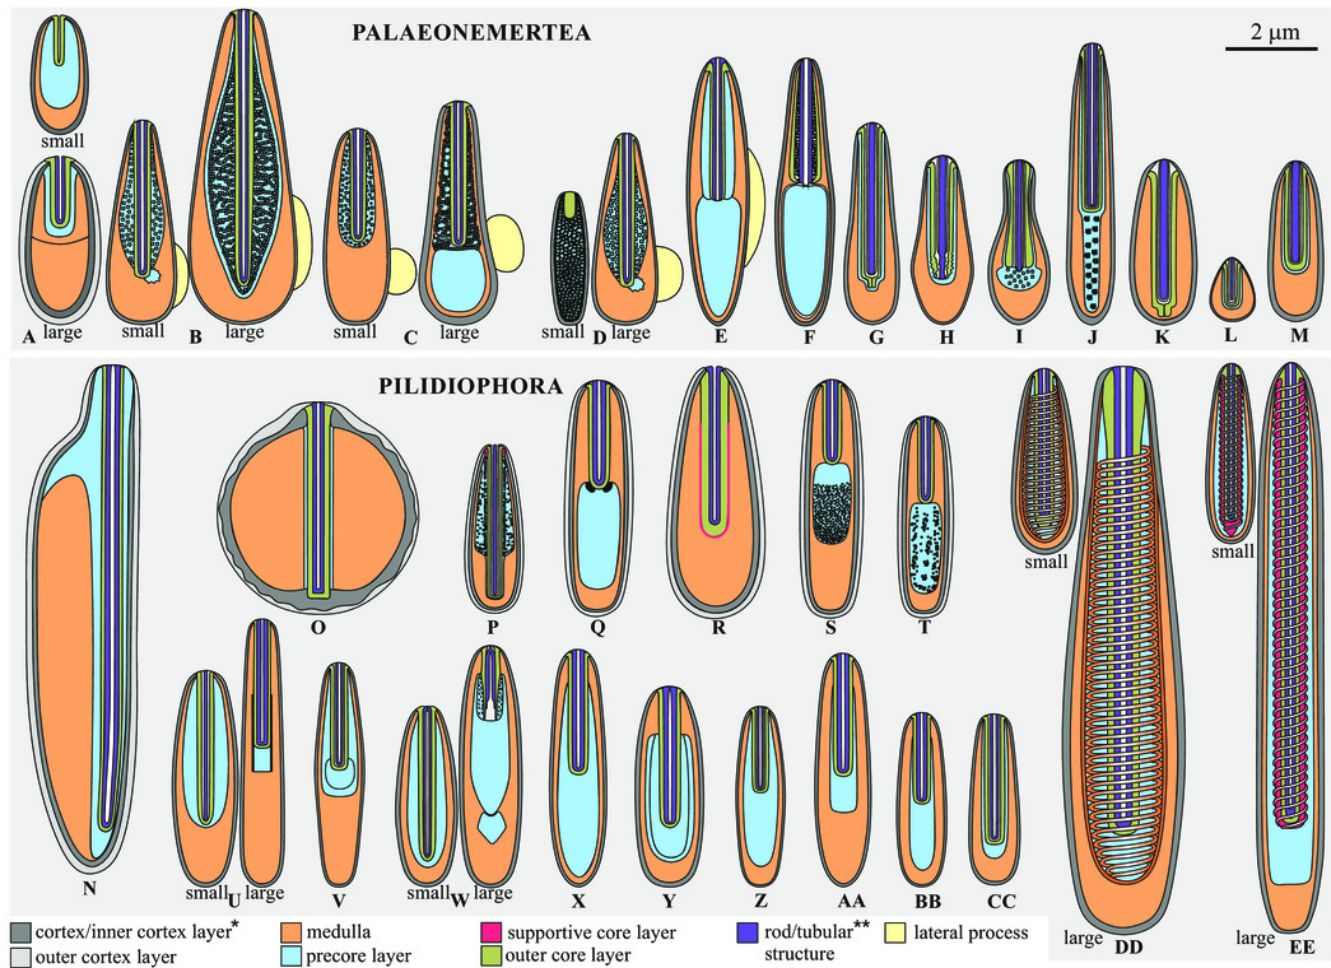 PALAEONEMERTEA
2 µm
small
A large
small B large
small C large
small D large
E
F
G
H
I
J
K
L
M
PILIDIOPHORA
N
O
P
Q
R
S
T
small
small
small U large
V
small W large
X
Y
Z
AA
BB
CC
large DD
large EE
cortex/inner cortex layer*
medulla
supportive core layer
rod/tubular** structure
lateral process
outer cortex layer
precore layer
outer core layer